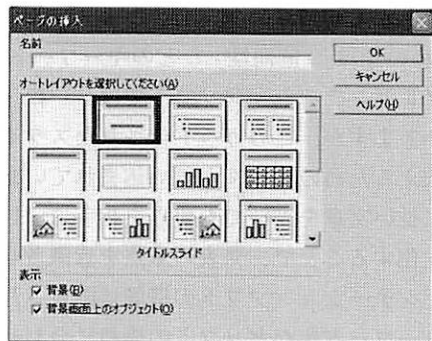 ページの挿入
名前
OK
オートレイアウトを選択してください(A)
キャンセル
ヘルプ(H)
タイトルスライド
表示
背景(B)
背景画面上のオブジェクト(O)